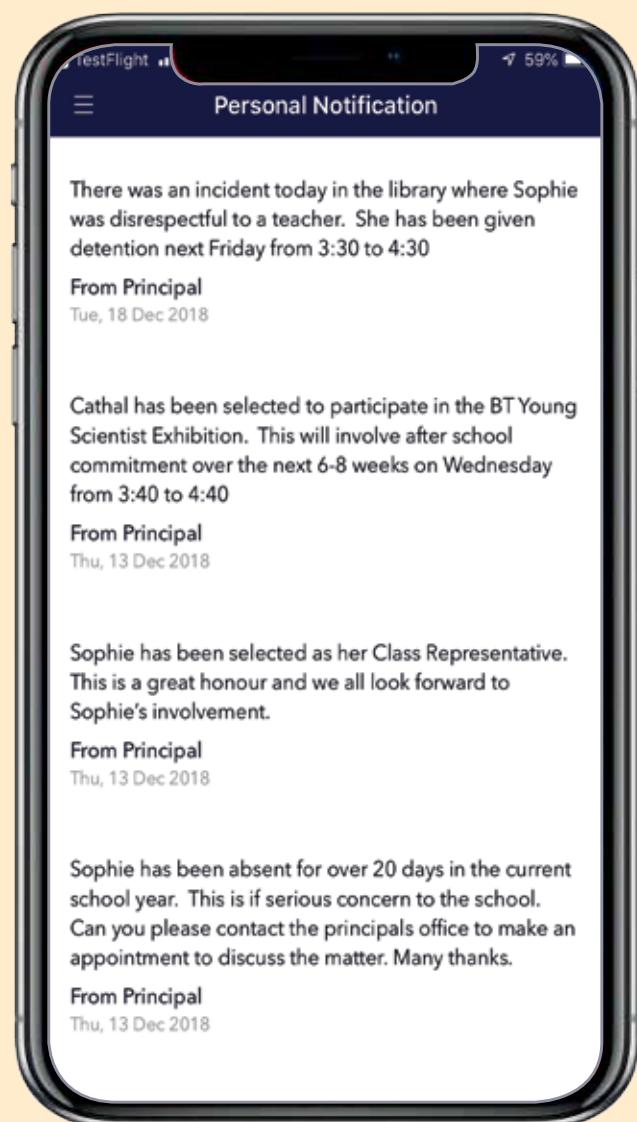 TestFlight 59%
Personal Notification
There was an incident today in the library where Sophie
was disrespectful to a teacher. She has been given
detention next Friday from 3:30 to 4:30
From Principal
Tue, 18 Dec 2018
Cathal has been selected to participate in the BT Young
Scientist Exhibition. This will involve after school
commitment over the next 6-8 weeks on Wednesday
from 3:40 to 4:40
From Principal
Thu, 13 Dec 2018
Sophie has been selected as her Class Representative.
This is a great honour and we all look forward to
Sophie's involvement.
From Principal
Thu, 13 Dec 2018
Sophie has been absent for over 20 days in the current
school year. This is if serious concern to the school.
Can you please contact the principals office to make an
appointment to discuss the matter. Many thanks.
From Principal
Thu, 13 Dec 2018